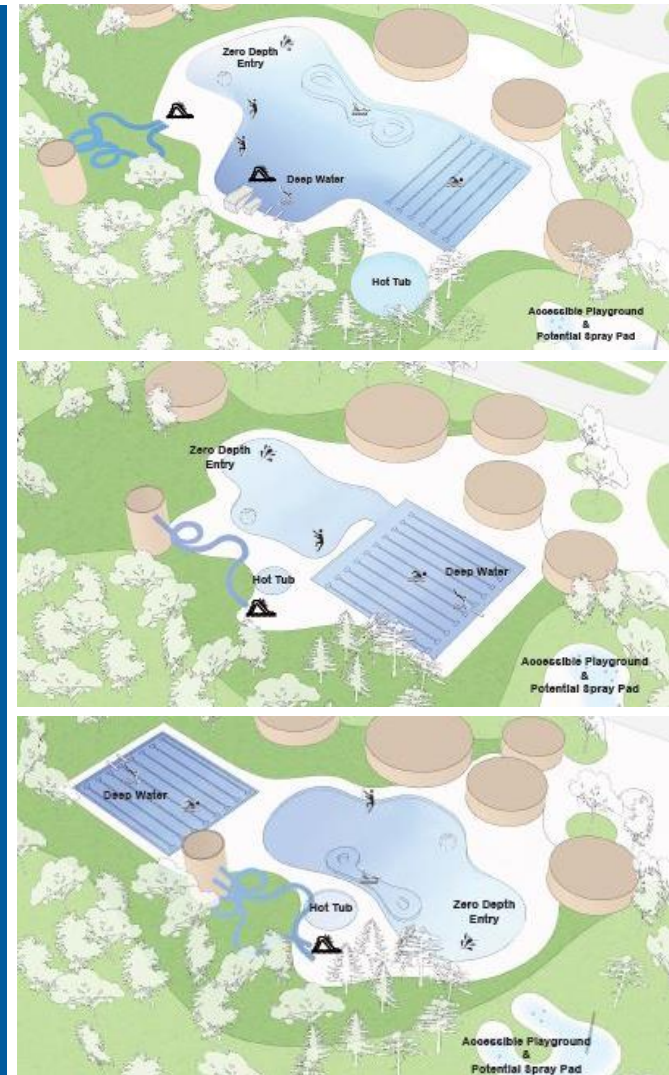 Zero Depth
Entry
Deep Water
Hot Tub
Accessible Playground
&
Potential Spray Pad
Zero Depth
Entry
Hot Tub
Deep Water
Accessible Playground
&
Potential Spray Pad
Deep Water
Hot Tub
Zero Depth
Entry
Accessible Playground
&
Potential Spray Pad